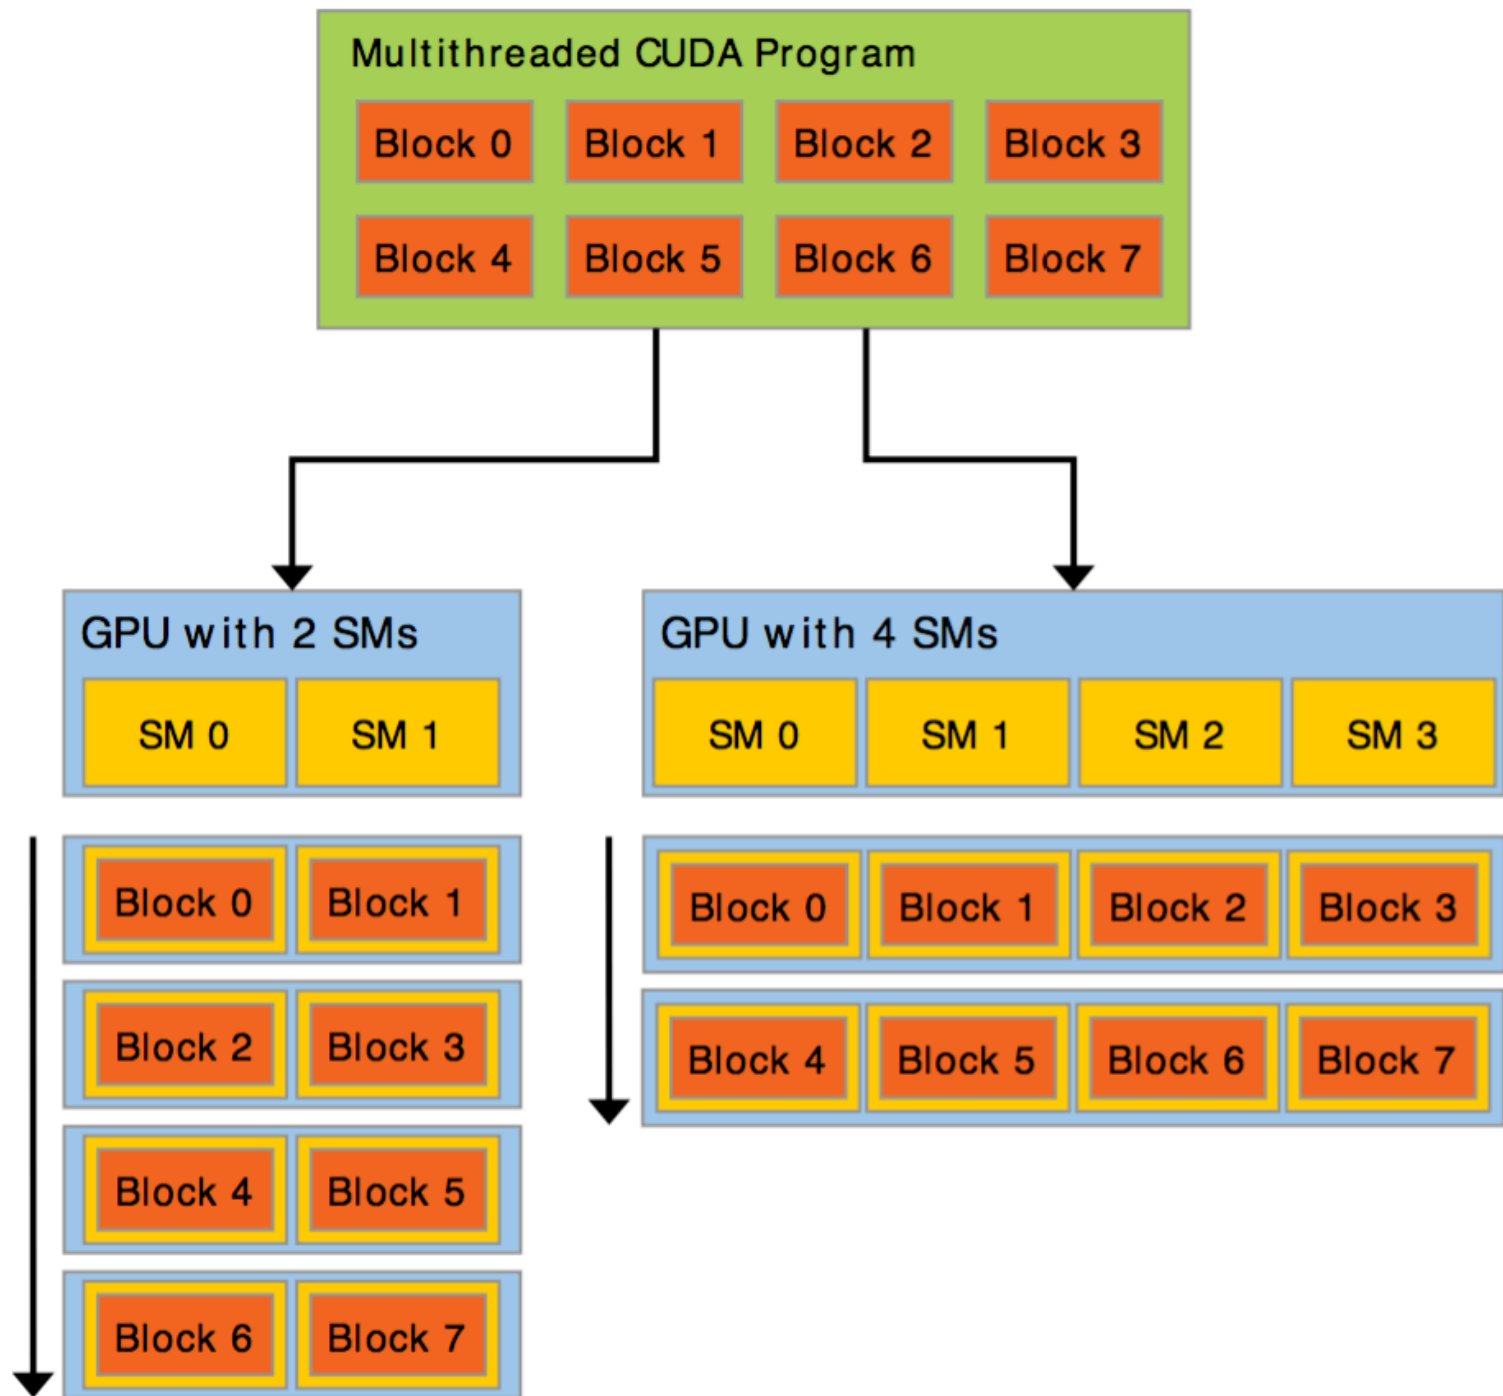 Multithreaded CUDA Program
Block 0 Block 1 Block 2 Block 3
Block 4 Block 5 Block 6 Block 7
GPU with 2 SMs
SM 0 SM 1
Block 0 Block 1
Block 2 Block 3
Block 4 Block 5
Block 6 Block 7
GPU with 4 SMs
SM 0 SM 1 SM 2 SM 3
Block 0 Block 1 Block 2 Block 3
Block 4 Block 5 Block 6 Block 7